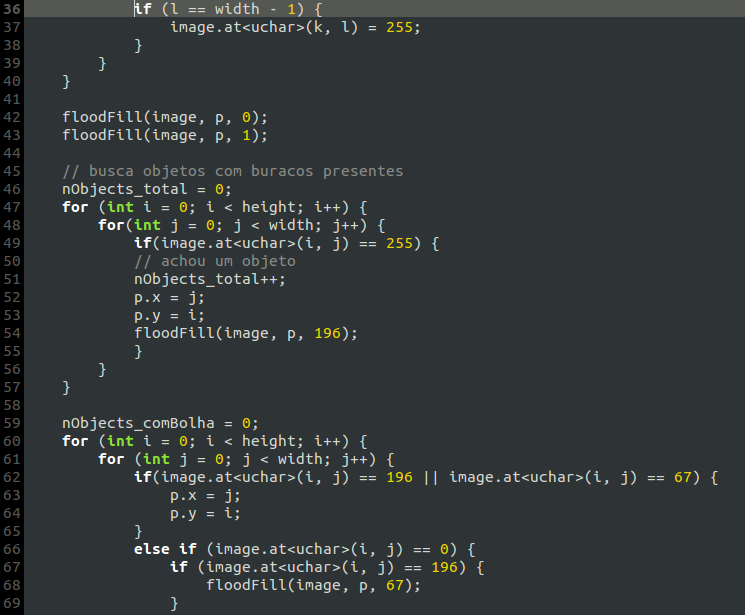 36 if (l == width - 1) {
37 image.at<uchar>(k, l) = 255;
38 }
39 }
40 }
41
42 floodFill(image, p, 0);
43 floodFill(image, p, 1);
44
45 // busca objetos com buracos presentes
46 nObjects_total = 0;
47 for (int i = 0; i < height; i++) {
48 for(int j = 0; j < width; j++) {
49 if(image.at<uchar>(i, j) == 255) {
50 // achou um objeto
51 nObjects_total++;
52 p.x = j;
53 p.y = i;
54 floodFill(image, p, 196);
55 }
56 }
57 }
58
59 nObjects_comBolha = 0;
60 for (int i = 0; i < height; i++) {
61 for (int j = 0; j < width; j++) {
62 if(image.at<uchar>(i, j) == 196 || image.at<uchar>(i, j) == 67) {
63 p.x = j;
64 p.y = i;
65 }
66 else if (image.at<uchar>(i, j) == 0) {
67 if (image.at<uchar>(i, j) == 196) {
68 floodFill(image, p, 67);
69 }